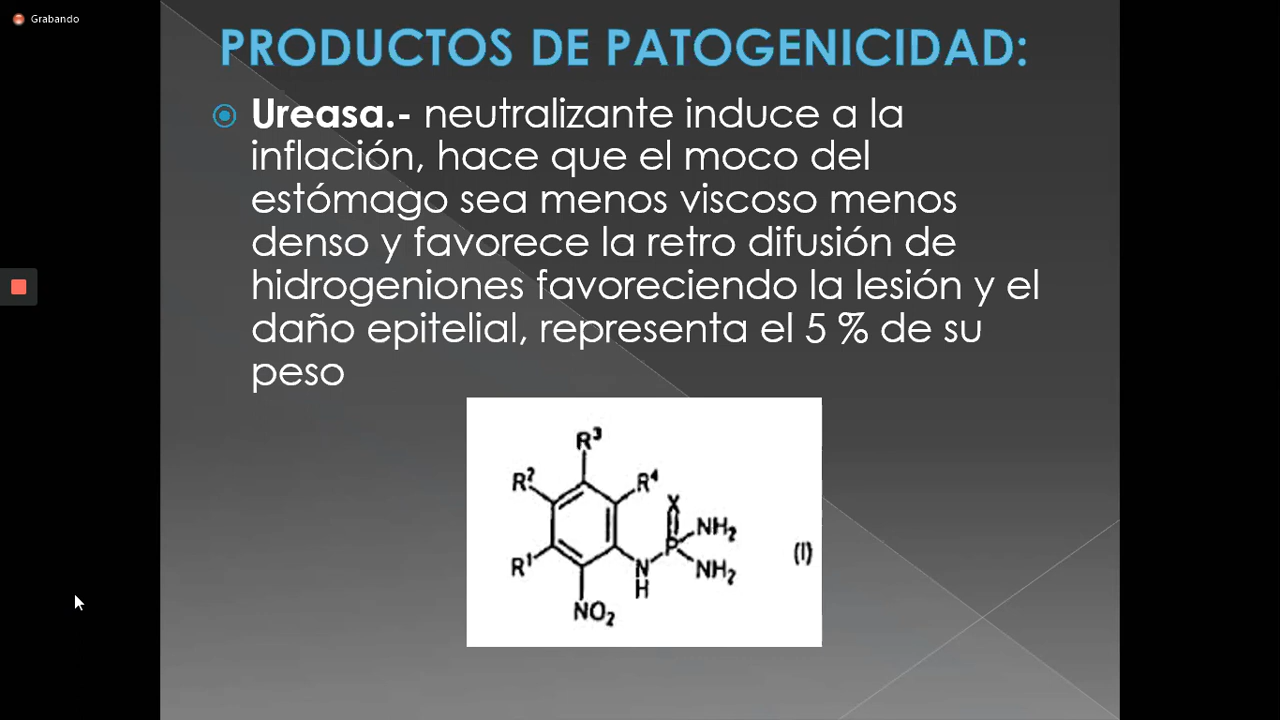 Grabando
PRODUCTOS DE PATOGENICIDAD:
Ureasa.- neutralizante induce a la
inflación, hace que el moco del
estómago sea menos viscoso menos
denso y favorece la retro difusión de
hidrogeniones favoreciendo la lesión y el
daño epitelial, representa el 5 % de su
peso
R³
R² R⁴
X
NH₂
P
(I)
R¹ N NH₂
H
NO₂